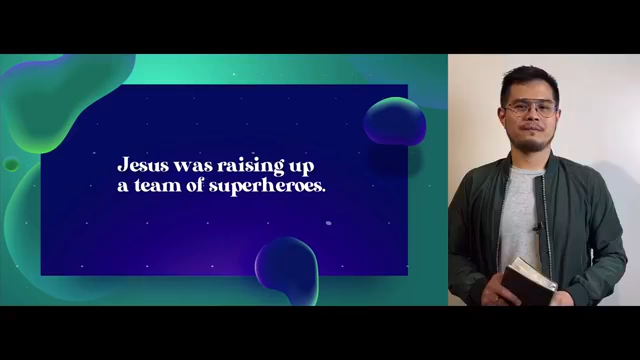 Jesus was raising up
a team of superheroes.